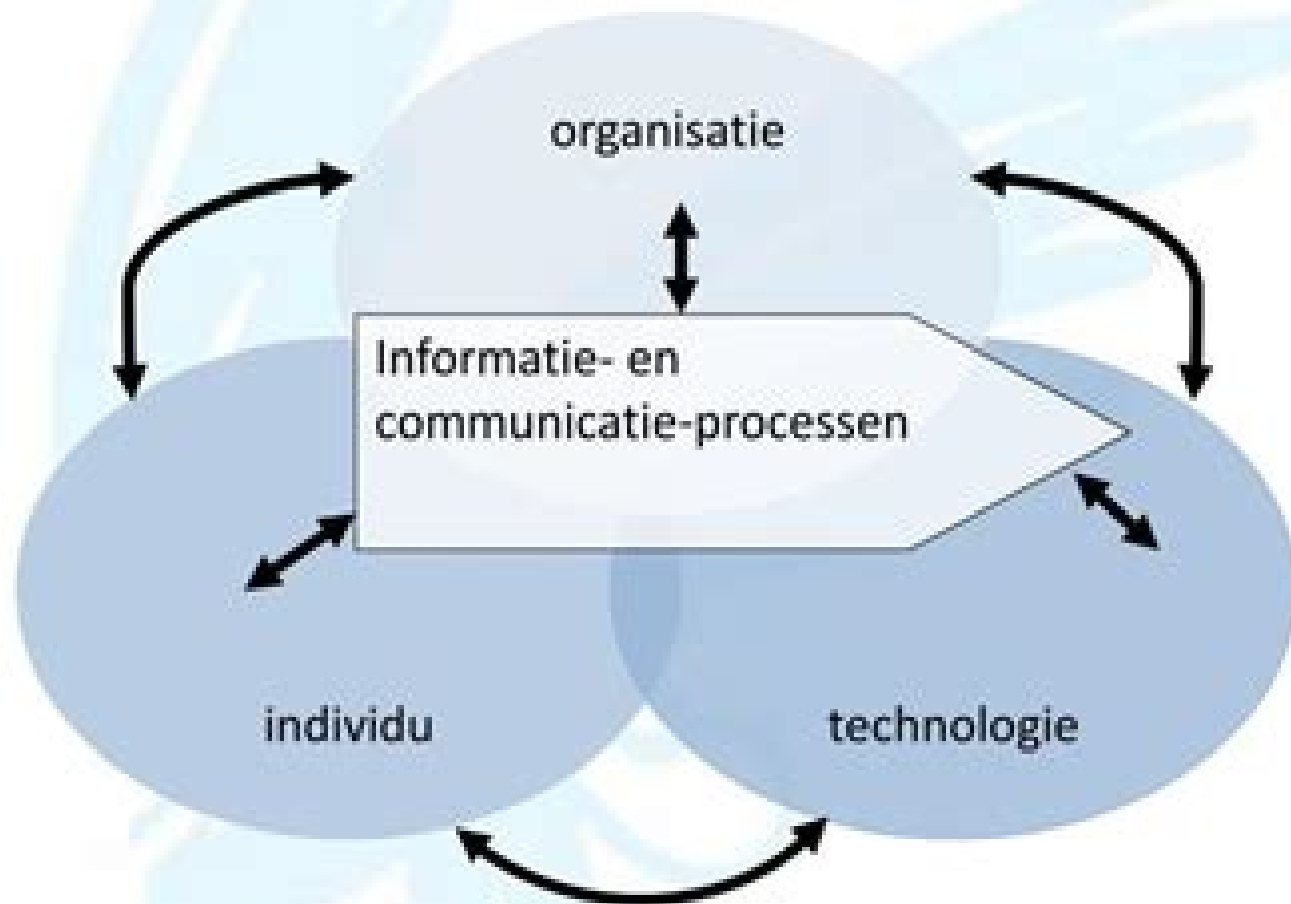 organisatie
Informatie- en
communicatie-processen
individu
technologie